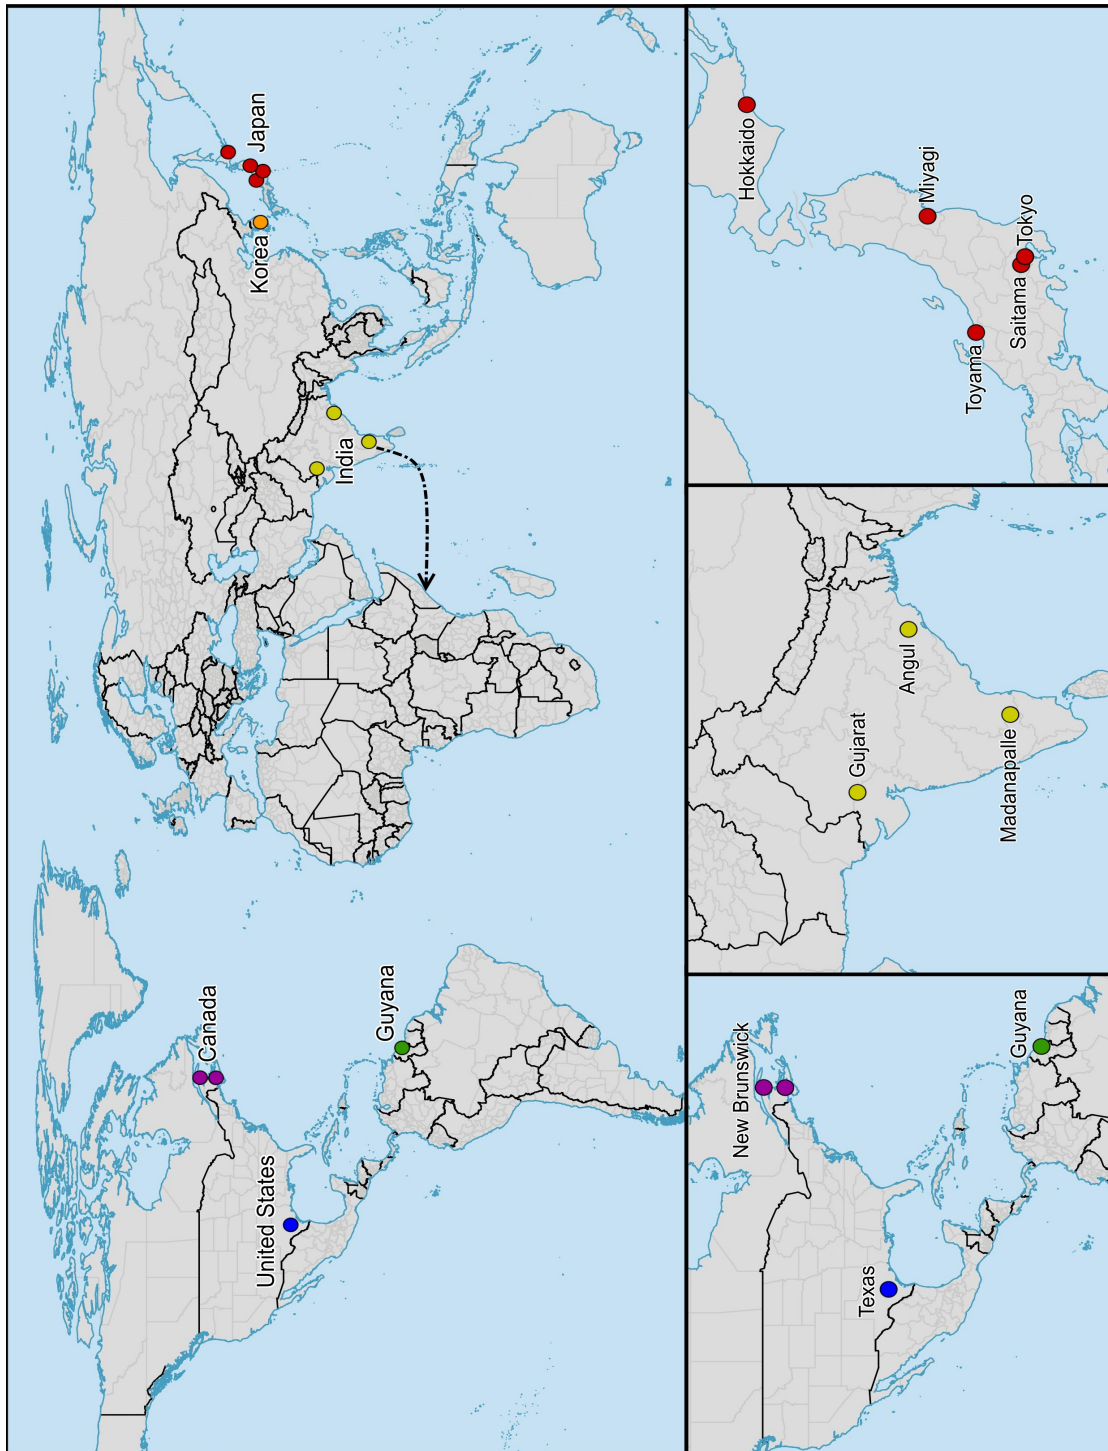 Canada
United States
Guyana
India
Korea
Japan
New Brunswick
Texas
Guyana
Gujarat
Angul
Madanapalle
Hokkaido
Miyagi
Toyama
Saitama
Tokyo